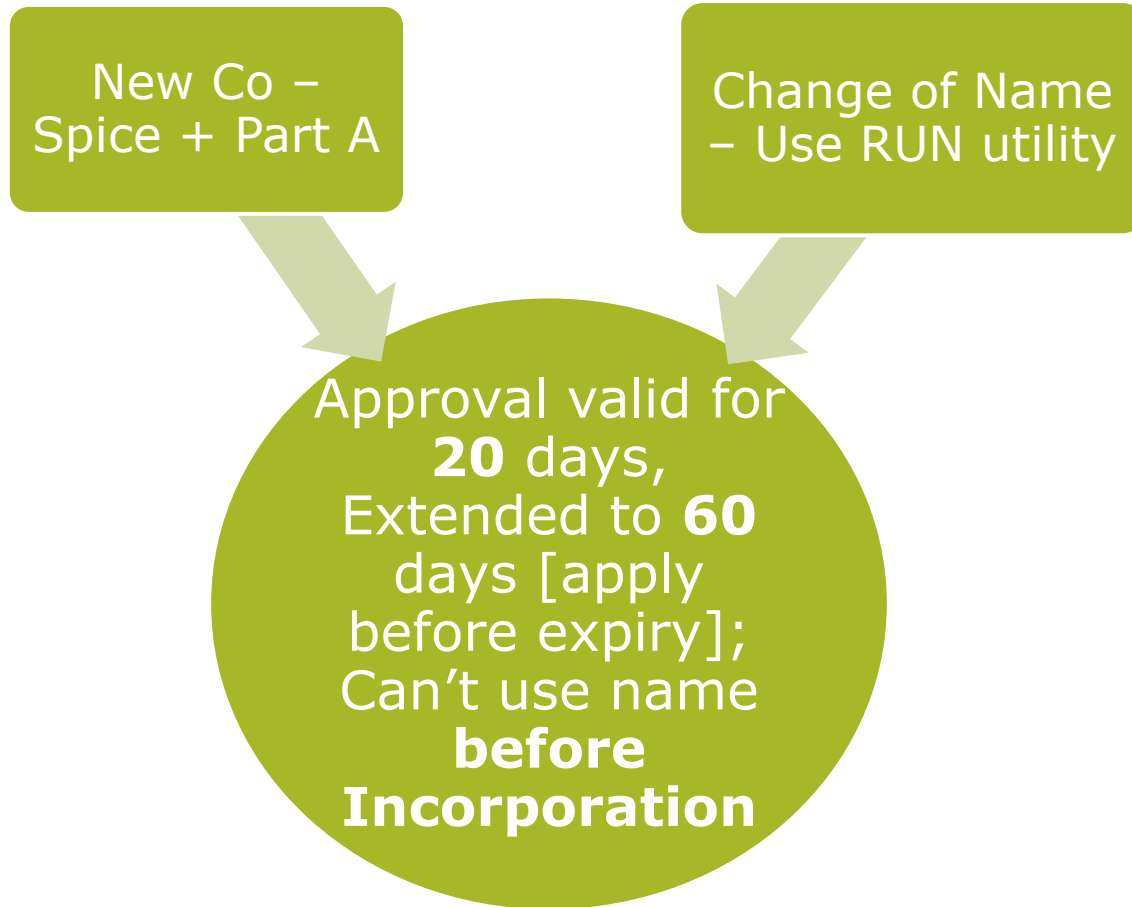 New Co –
Spice + Part A
Change of Name
– Use RUN utility
Approval valid for
20 days,
Extended to 60
days [apply
before expiry];
Can’t use name
before
Incorporation